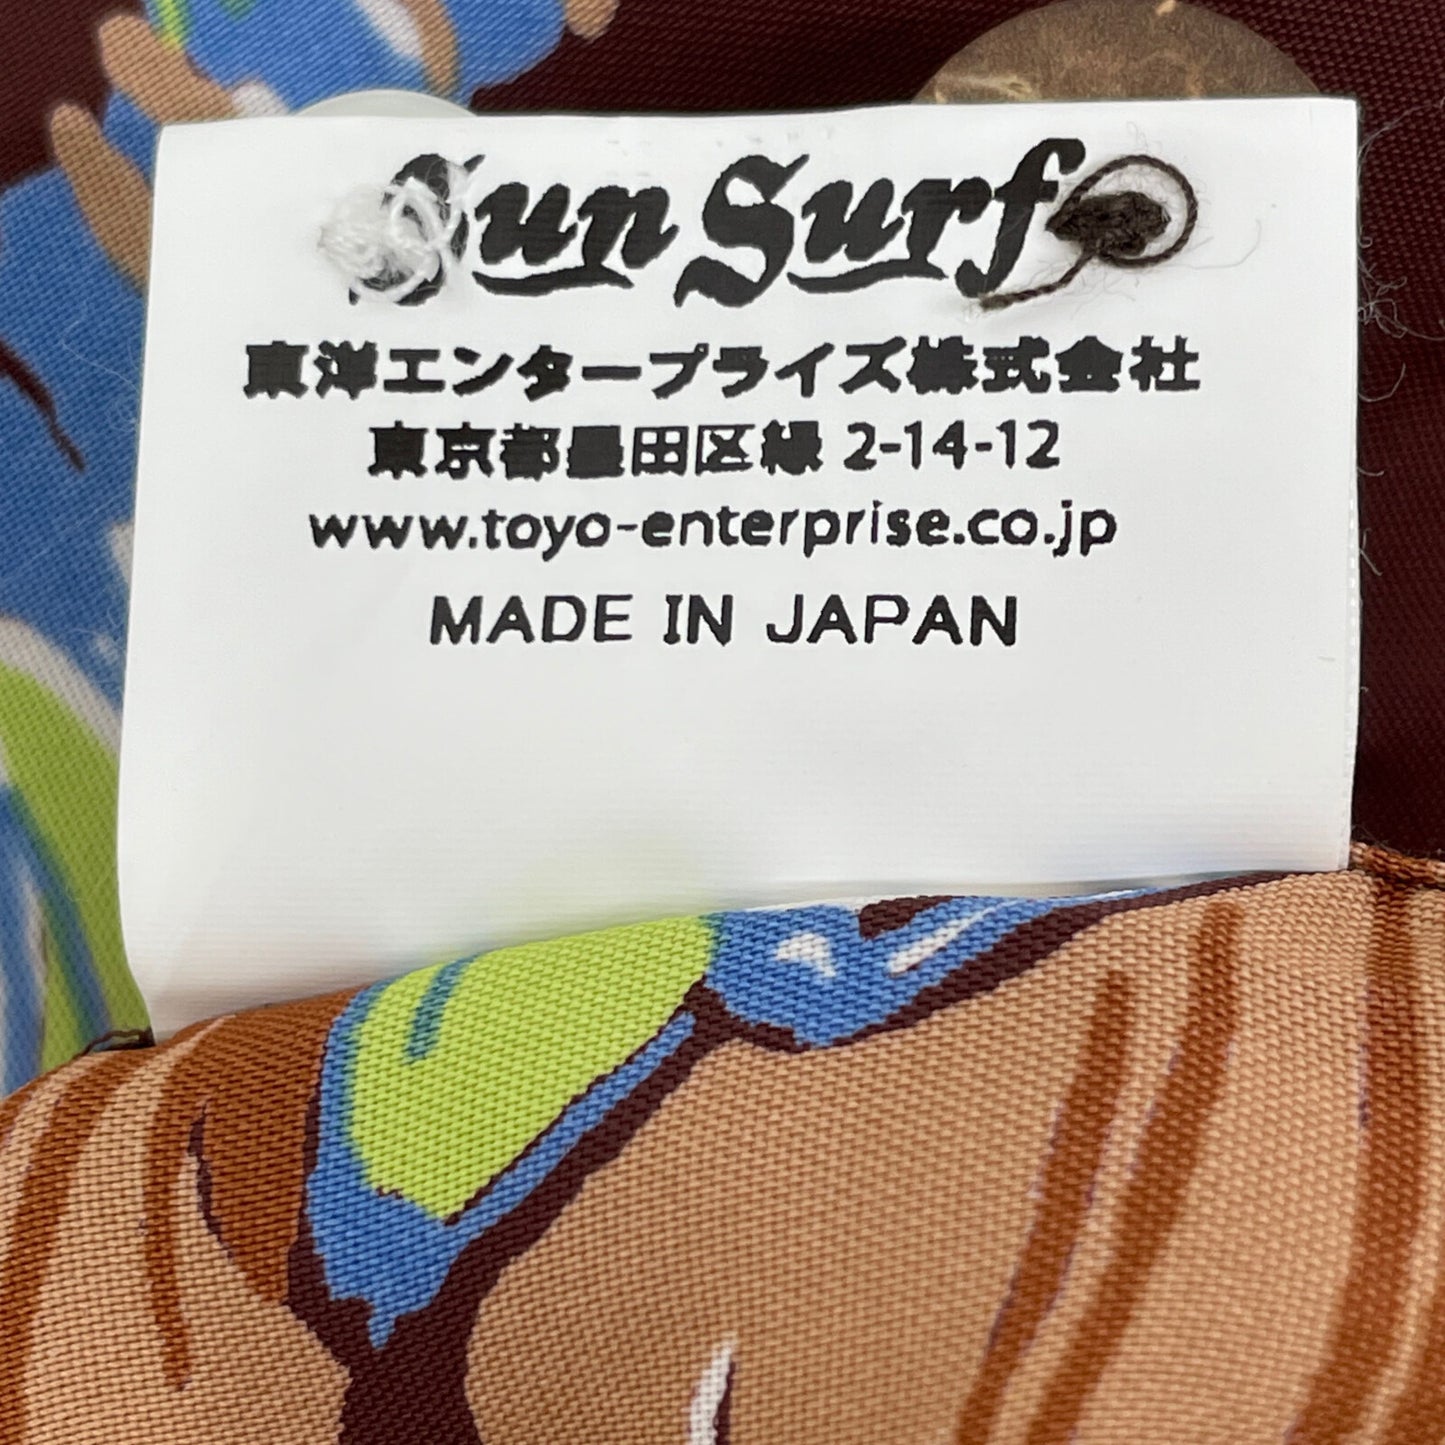 Sun Surf
東洋エンタープライズ株式会社
東京都墨田区緑 2-14-12
www.toyo-enterprise.co.jp
MADE IN JAPAN